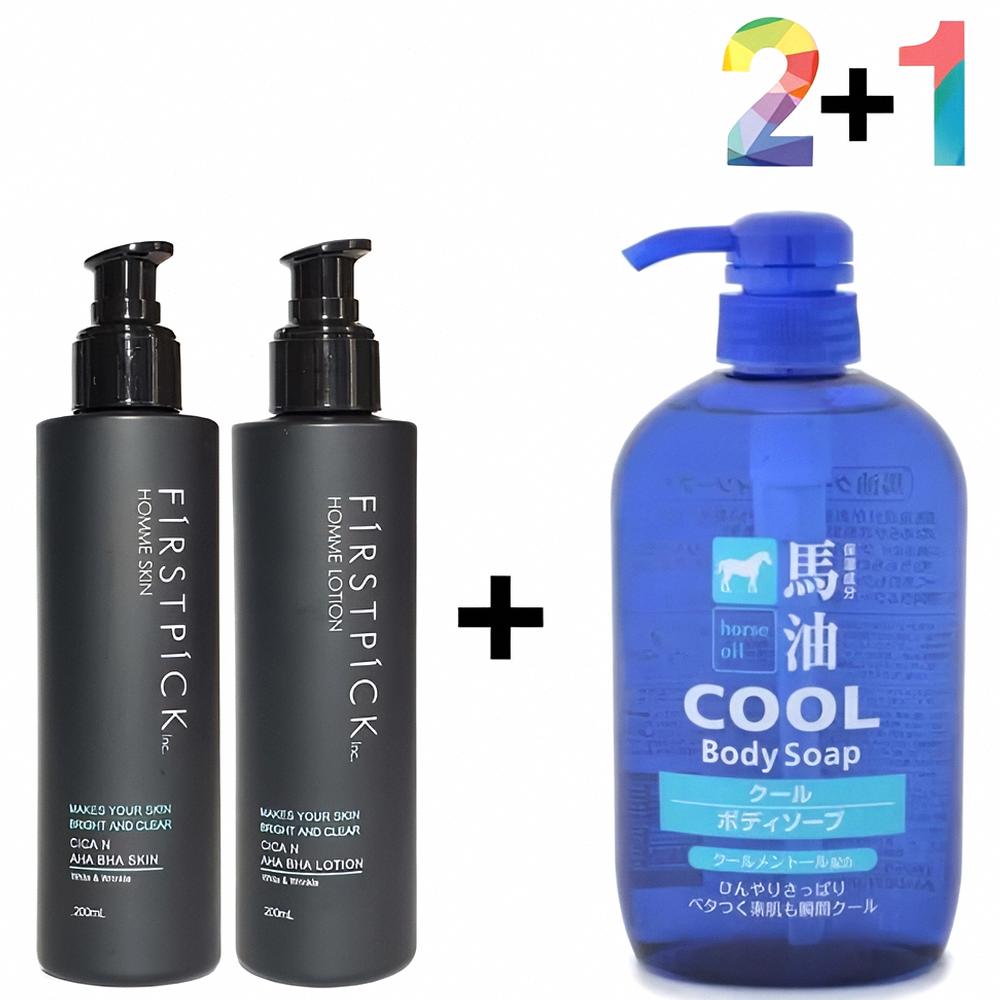 2+1
FiRSTPiCK Inc.
HOMME SKIN
MAKES YOUR SKIN
BRIGHT AND CLEAR
CICA N
AHA BHA SKIN
200mL
FiRSTPiCK Inc.
HOMME LOTION
MAKES YOUR SKIN
BRIGHT AND CLEAR
CICA N
AHA BHA LOTION
200mL
+
馬油
horse
oil
COOL
Body Soap
クール
ボディソープ
クールメントール配合
ひんやりさっぱり
ベタつく素肌も瞬間クール